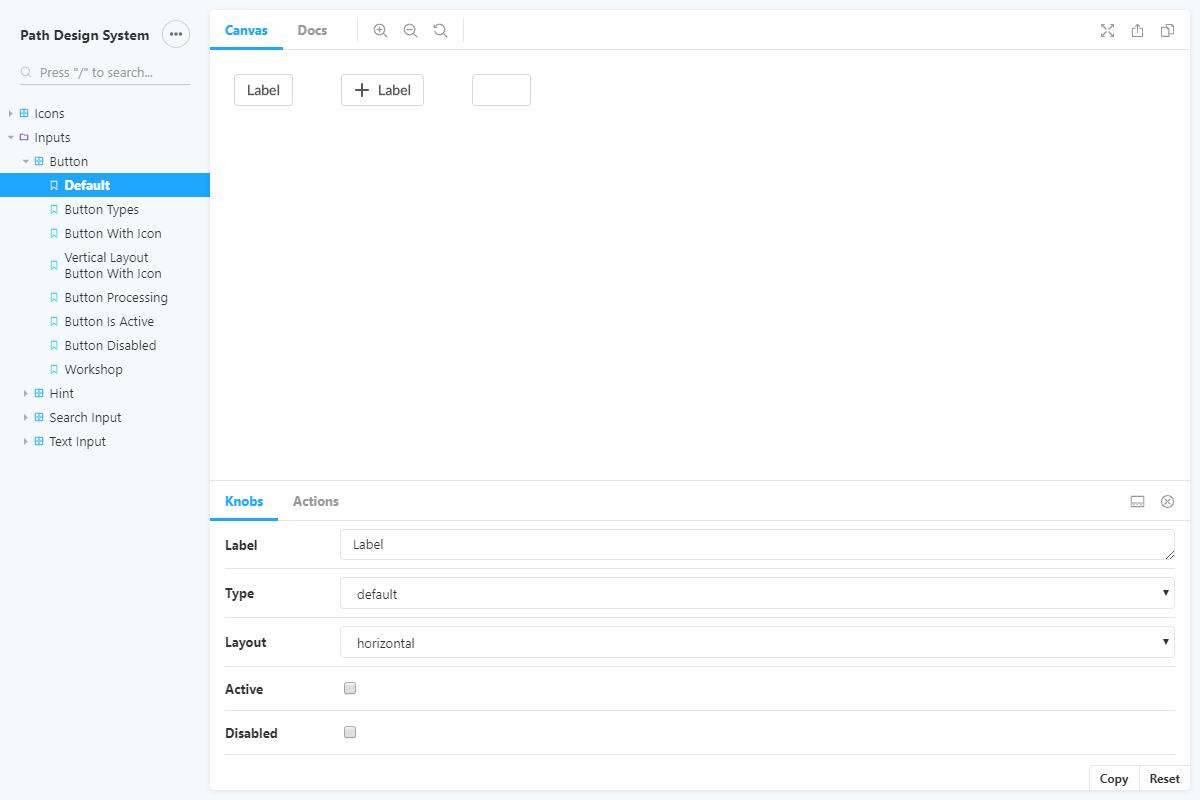 Path Design System
Press "/" to search...
Icons
Inputs
Button
Default
Button Types
Button With Icon
Vertical Layout
Button With Icon
Button Processing
Button Is Active
Button Disabled
Workshop
Hint
Search Input
Text Input
Canvas Docs
Label Label
Knobs Actions
Label Label
Type default
Layout horizontal
Active
Disabled
Copy Reset